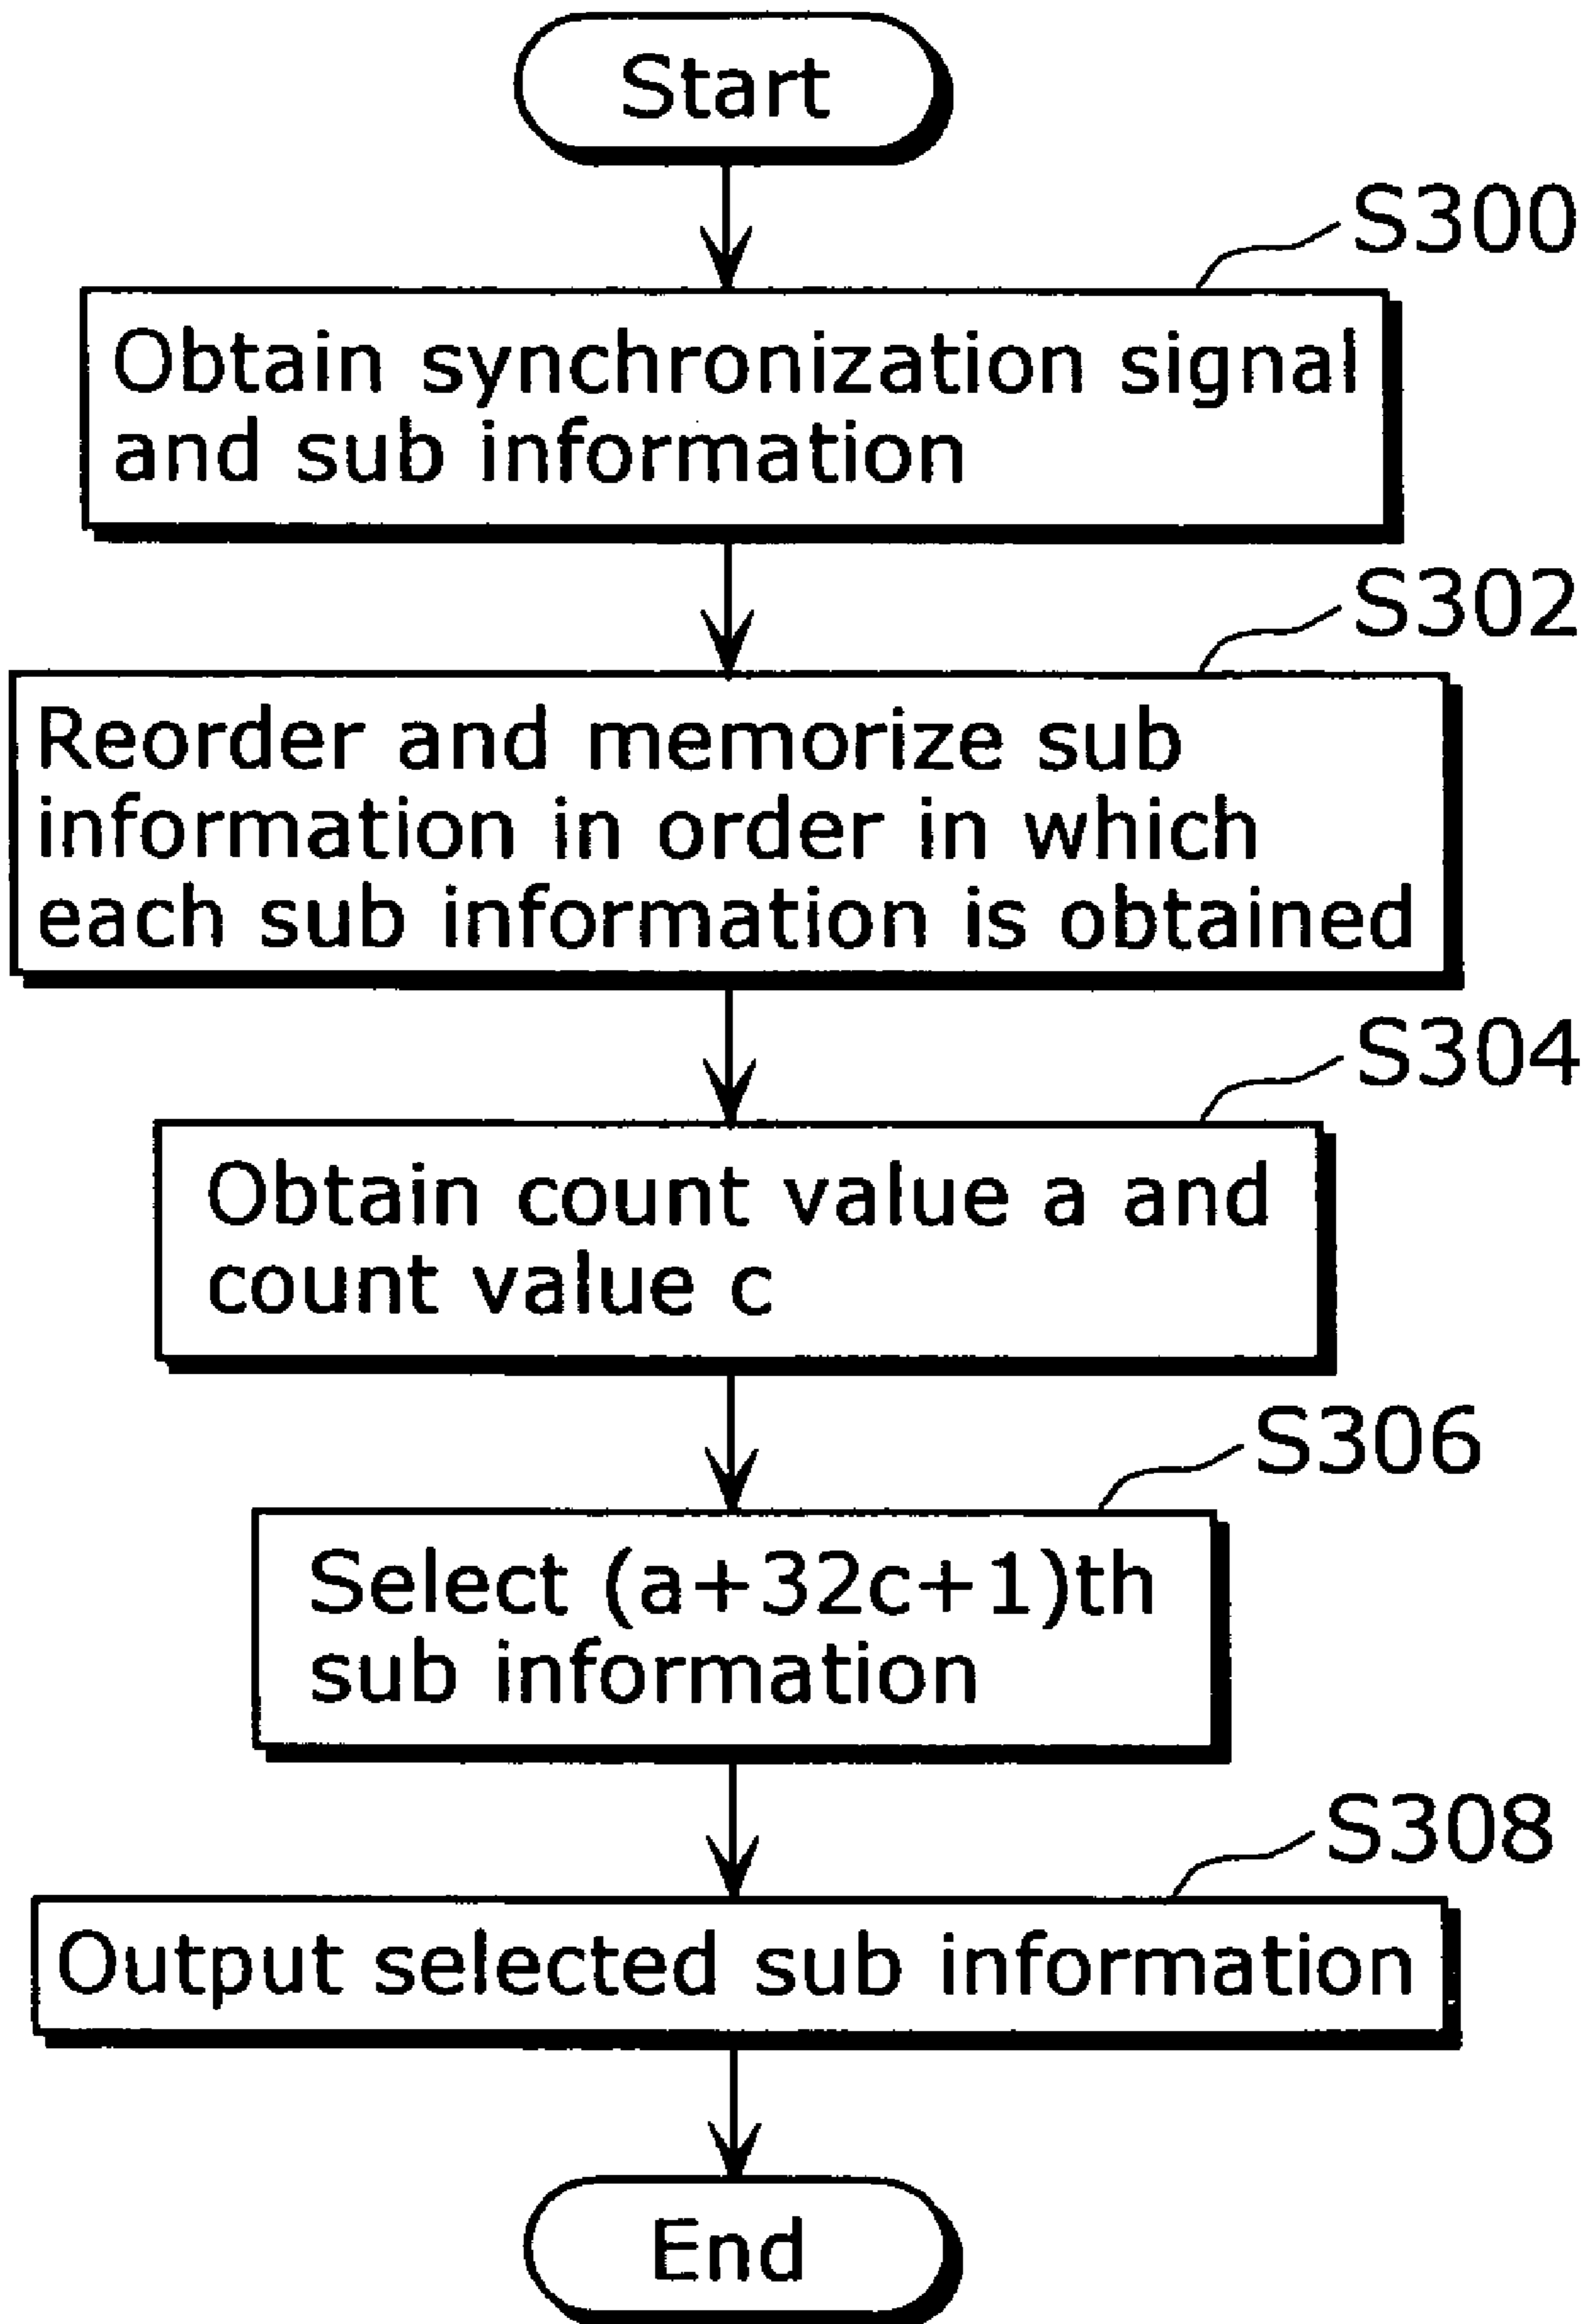 Start
S300
Obtain synchronization signal
and sub information
S302
Reorder and memorize sub
information in order in which
each sub information is obtained
S304
Obtain count value a and
count value c
S306
Select (a+32c+1)th
sub information
S308
Output selected sub information
End